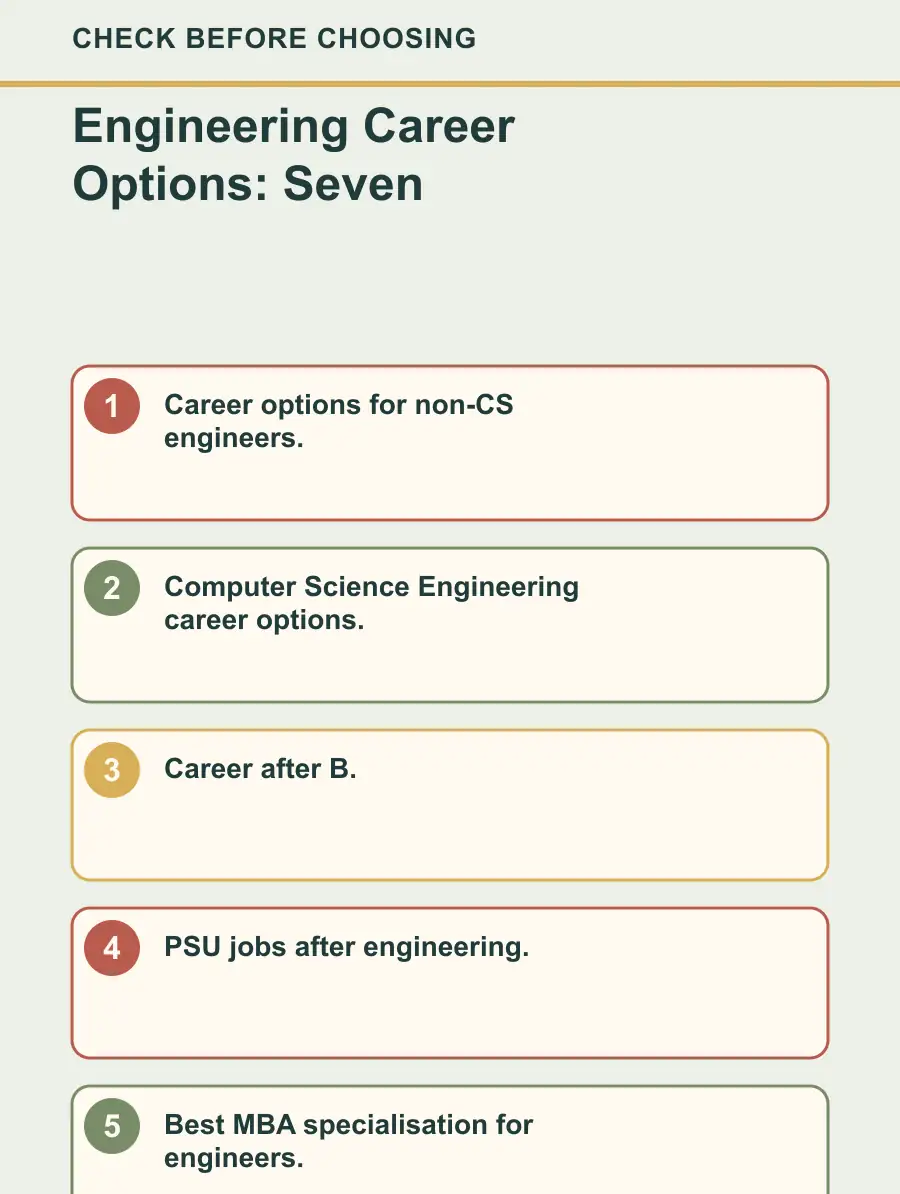 CHECK BEFORE CHOOSING
Engineering Career
Options: Seven
1
Career options for non-CS
engineers.
2
Computer Science Engineering
career options.
3
Career after B.
4
PSU jobs after engineering.
5
Best MBA specialisation for
engineers.